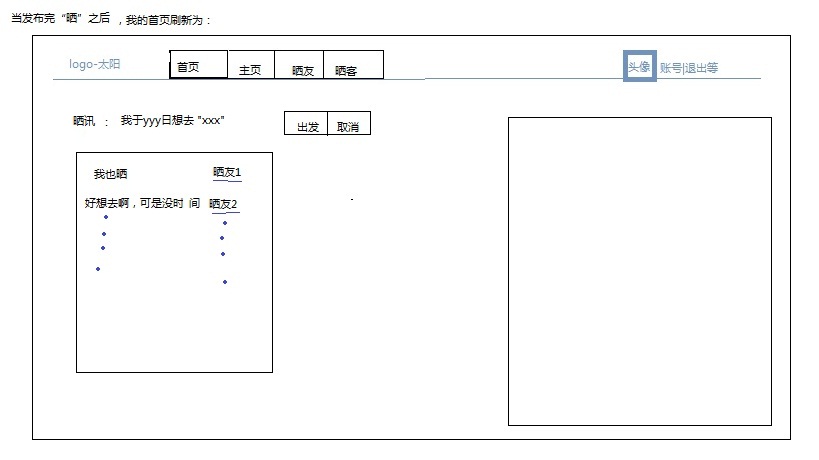 当发布完“晒”之后 ，我的首页刷新为：
logo-太阳 首页 主页 晒友 晒客 头像 账号|退出等
晒讯 ： 我于yyy日想去 "xxx" 出发 取消
我也晒 晒友1
好想去啊，可是没时 间 晒友2